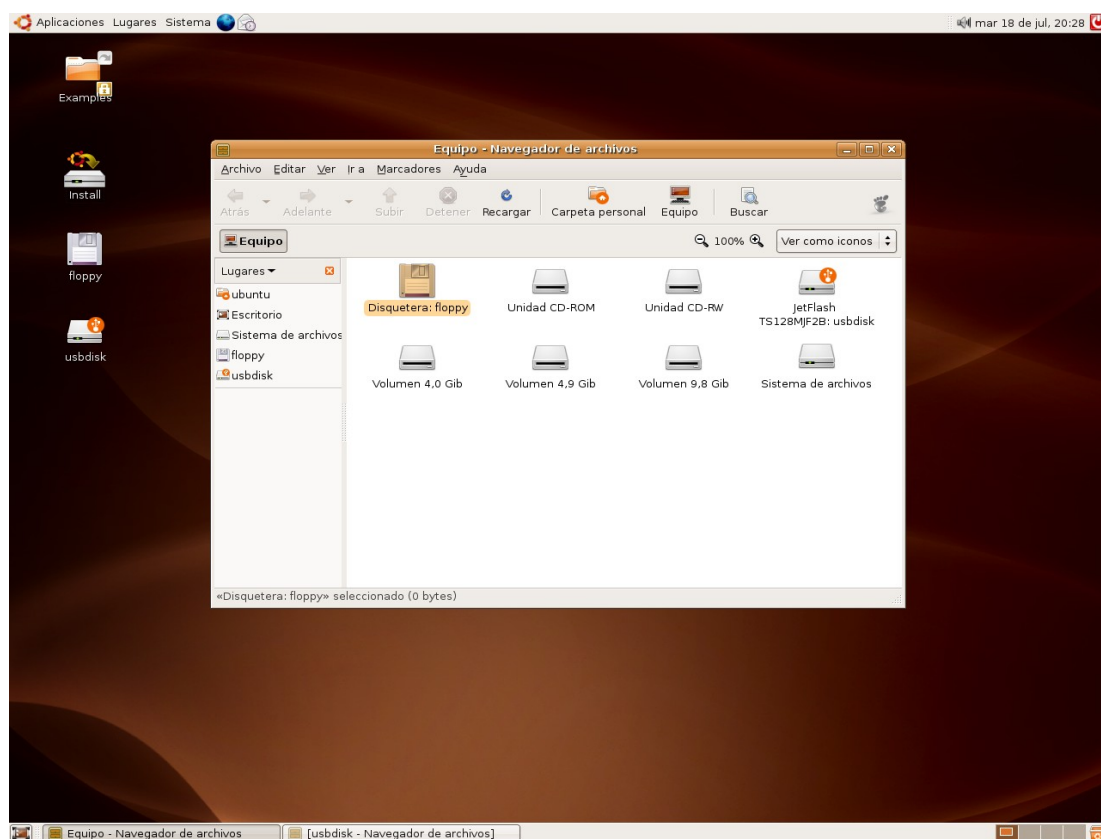 Aplicaciones Lugares Sistema
mar 18 de jul, 20:28
Examples
Install
floppy
usbdisk
Equipo - Navegador de archivos
Archivo Editar Ver Ir a Marcadores Ayuda
Atrás Adelante Subir Detener Recargar Carpeta personal Equipo Buscar
Equipo
100%
Ver como iconos
Lugares
ubuntu
Escritorio
Sistema de archivos
floppy
usbdisk
Disquetera: floppy
Unidad CD-ROM
Unidad CD-RW
JetFlash
TS128MJF2B: usbdisk
Volumen 4,0 Gib
Volumen 4,9 Gib
Volumen 9,8 Gib
Sistema de archivos
«Disquetera: floppy» seleccionado (0 bytes)
Equipo - Navegador de archivos
[usbdisk - Navegador de archivos]